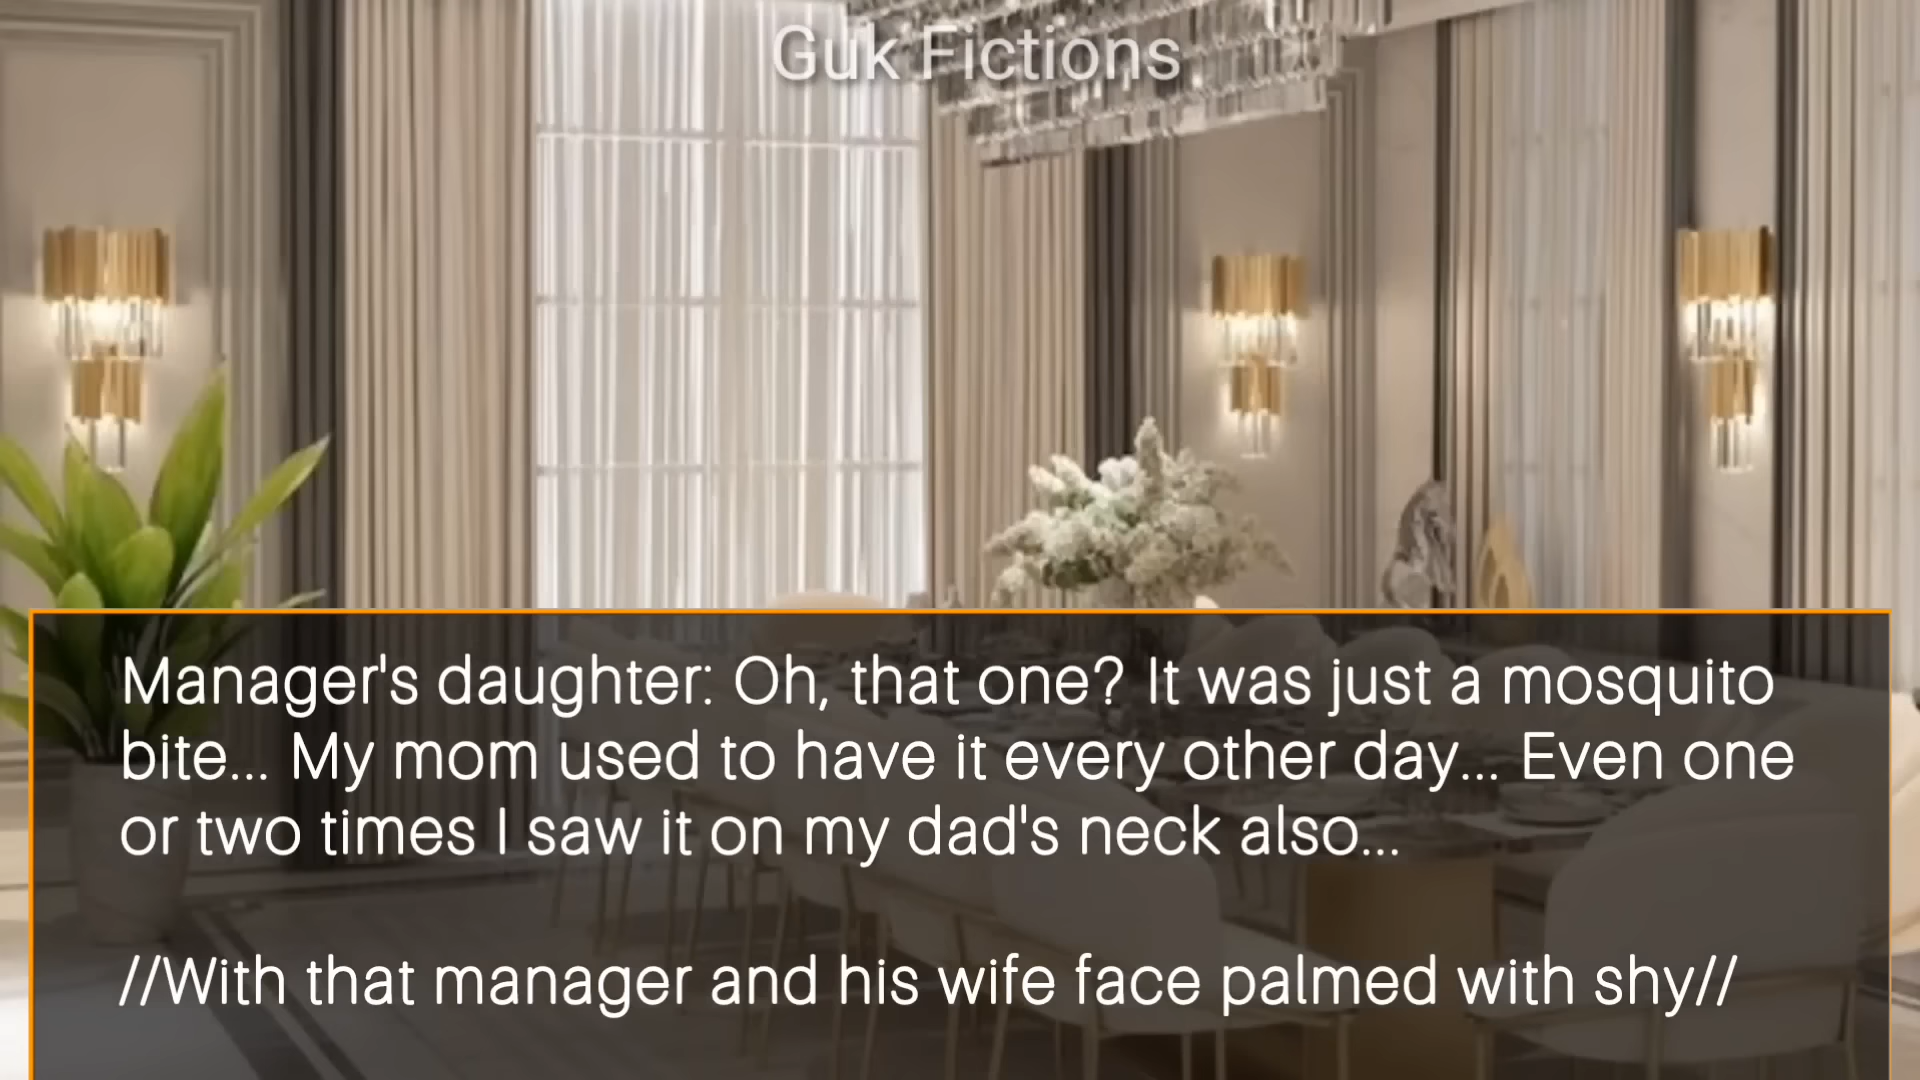 Guk Fictions
Manager's daughter: Oh, that one? It was just a mosquito
bite... My mom used to have it every other day... Even one
or two times I saw it on my dad's neck also...
//With that manager and his wife face palmed with shy//